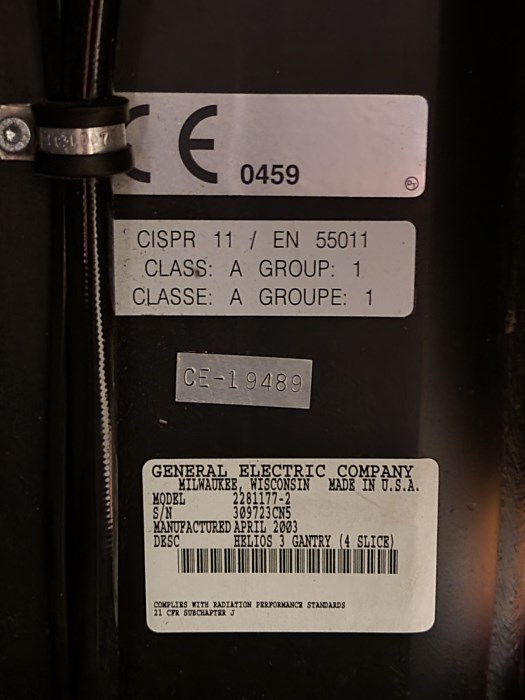 CE
0459
CISPR 11 / EN 55011
CLASS: A GROUP: 1
CLASSE: A GROUPE: 1
CE-19489
GENERAL ELECTRIC COMPANY
MILWAUKEE, WISCONSIN MADE IN U.S.A.
MODEL 2281177-2
S/N 309723CN5
MANUFACTURED APRIL 2003
DESC HELIOS 3 GANTRY (4 SLICE)
COMPLIES WITH RADIATION PERFORMANCE STANDARDS
21 CFR SUBCHAPTER J